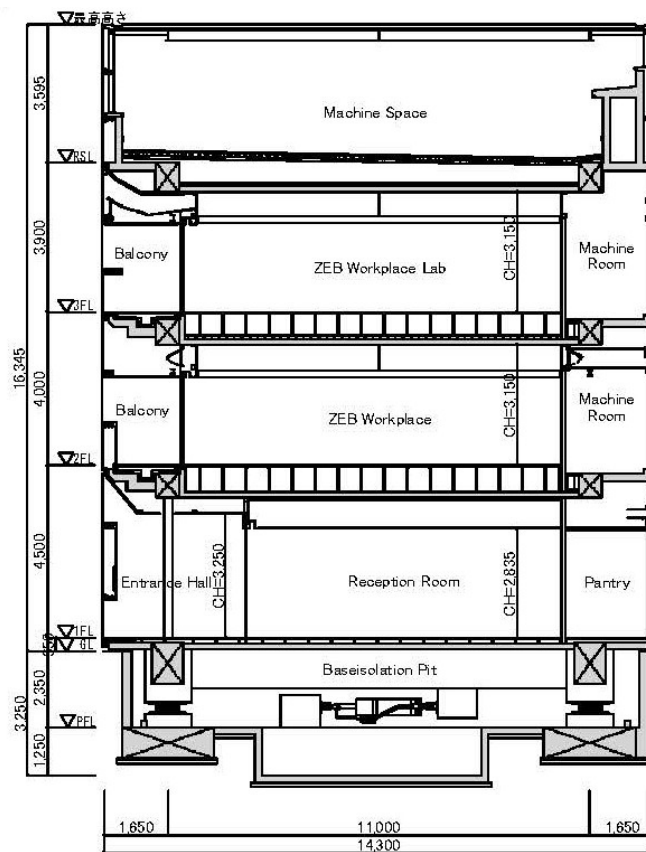 最高高さ
3,595
Machine Space
RSL
3,900
Balcony
ZEB Workplace Lab
CH=3,150
Machine
Room
3FL
16,345
4,000
Balcony
ZEB Workplace
CH=3,150
Machine
Room
2FL
4,500
Entrance Hall
CH=3,250
Reception Room
CH=2,835
Pantry
1FL
350
GL
Baseisolation Pit
3,250
2,350
PFL
1,250
1,650
11,000
1,650
14,300